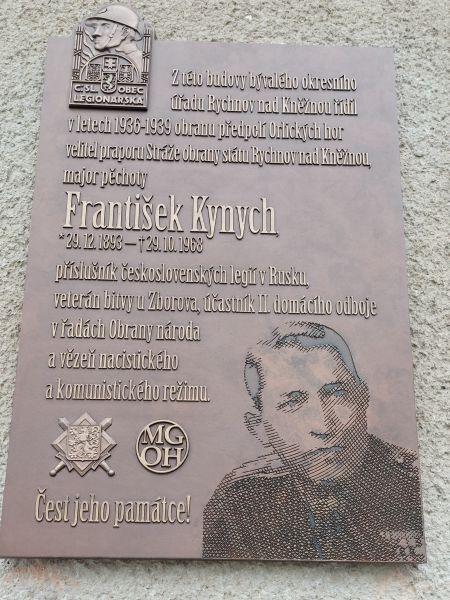 Č SL. OBEC
LEGIONÁŘSKÁ
Z této budovy bývalého okresního
úřadu Rychnov nad Kněžnou řídil
v letech 1936-1939 obranu předpolí Orlických hor
velitel praporu Stráže obrany státu Rychnov nad Kněžnou,
major pěchoty
František Kynych
* 29. 12. 1893 — † 29. 10. 1968
příslušník československých legií v Rusku,
veterán bitvy u Zborova, účastník II. domácího odboje
v řadách Obrany národa
a vězeň nacistického
a komunistického režimu.
MG
OH
Čest jeho památce!